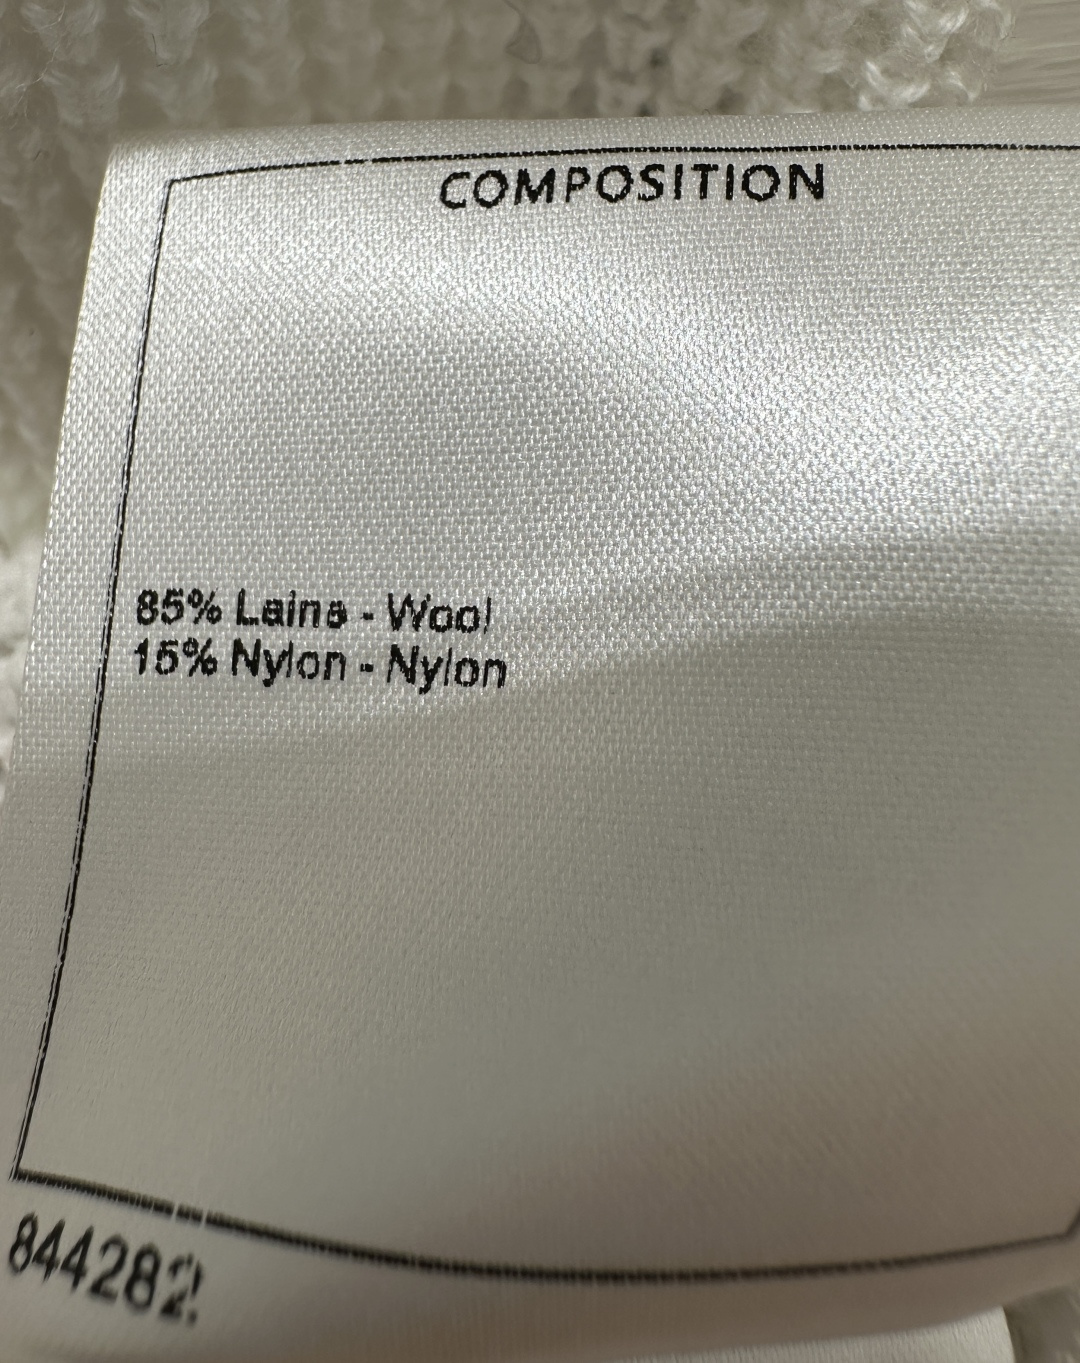 COMPOSITION
85% Laine - Wool
15% Nylon - Nylon
844282